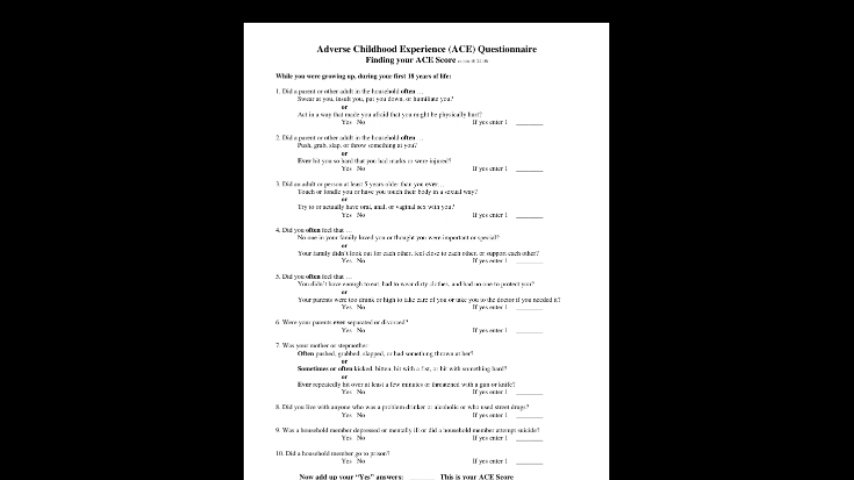 Adverse Childhood Experience (ACE) Questionnaire
Finding your ACE Score
While you were growing up, during your first 18 years of life:
1. Did a parent or other adult in the household often …
Swear at you, insult you, put you down, or humiliate you?
or
Act in a way that made you afraid that you might be physically hurt?
Yes No If yes enter 1 ________
2. Did a parent or other adult in the household often …
Push, grab, slap, or throw something at you?
or
Ever hit you so hard that you had marks or were injured?
Yes No If yes enter 1 ________
3. Did an adult or person at least 5 years older than you ever…
Touch or fondle you or have you touch their body in a sexual way?
or
Try to or actually have oral, anal, or vaginal sex with you?
Yes No If yes enter 1 ________
4. Did you often feel that …
No one in your family loved you or thought you were important or special?
or
Your family didn't look out for each other, feel close to each other, or support each other?
Yes No If yes enter 1 ________
5. Did you often feel that …
You didn't have enough to eat, had to wear dirty clothes, and had no one to protect you?
or
Your parents were too drunk or high to take care of you or take you to the doctor if you needed it?
Yes No If yes enter 1 ________
6. Were your parents ever separated or divorced?
Yes No If yes enter 1 ________
7. Was your mother or stepmother:
Often pushed, grabbed, slapped, or had something thrown at her?
or
Sometimes or often kicked, bitten, hit with a fist, or hit with something hard?
or
Ever repeatedly hit over at least a few minutes or threatened with a gun or knife?
Yes No If yes enter 1 ________
8. Did you live with anyone who was a problem drinker or alcoholic or who used street drugs?
Yes No If yes enter 1 ________
9. Was a household member depressed or mentally ill or did a household member attempt suicide?
Yes No If yes enter 1 ________
10. Did a household member go to prison?
Yes No If yes enter 1 ________
Now add up your "Yes" answers: _______ This is your ACE Score